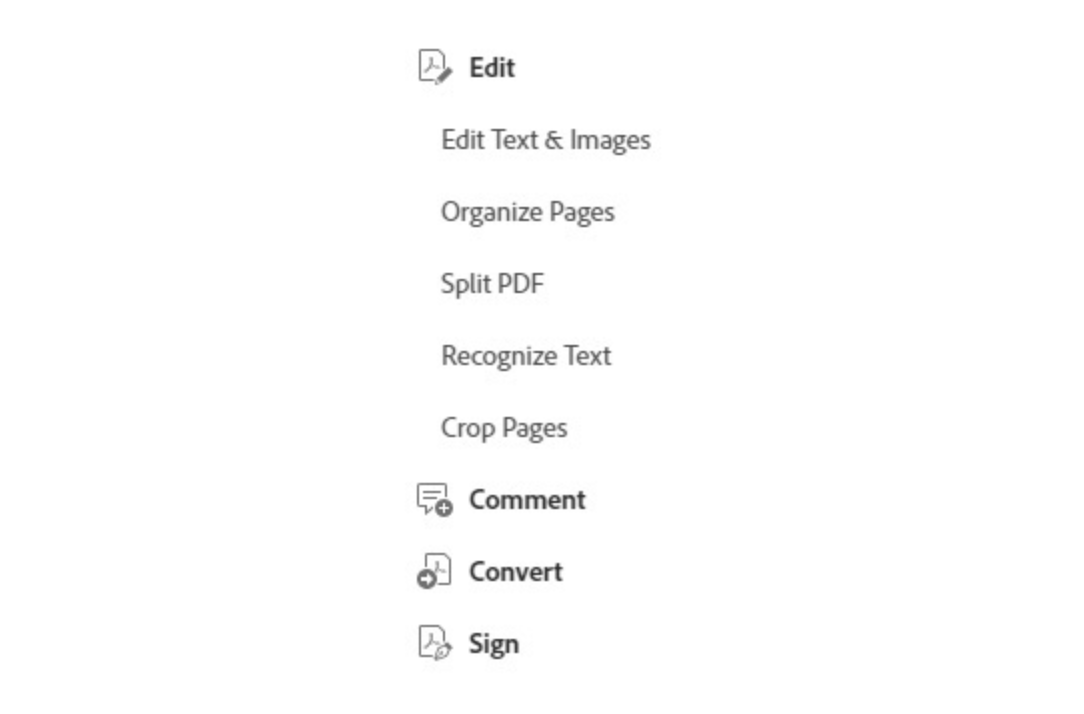 Edit
Edit Text & Images
Organize Pages
Split PDF
Recognize Text
Crop Pages
Comment
Convert
Sign